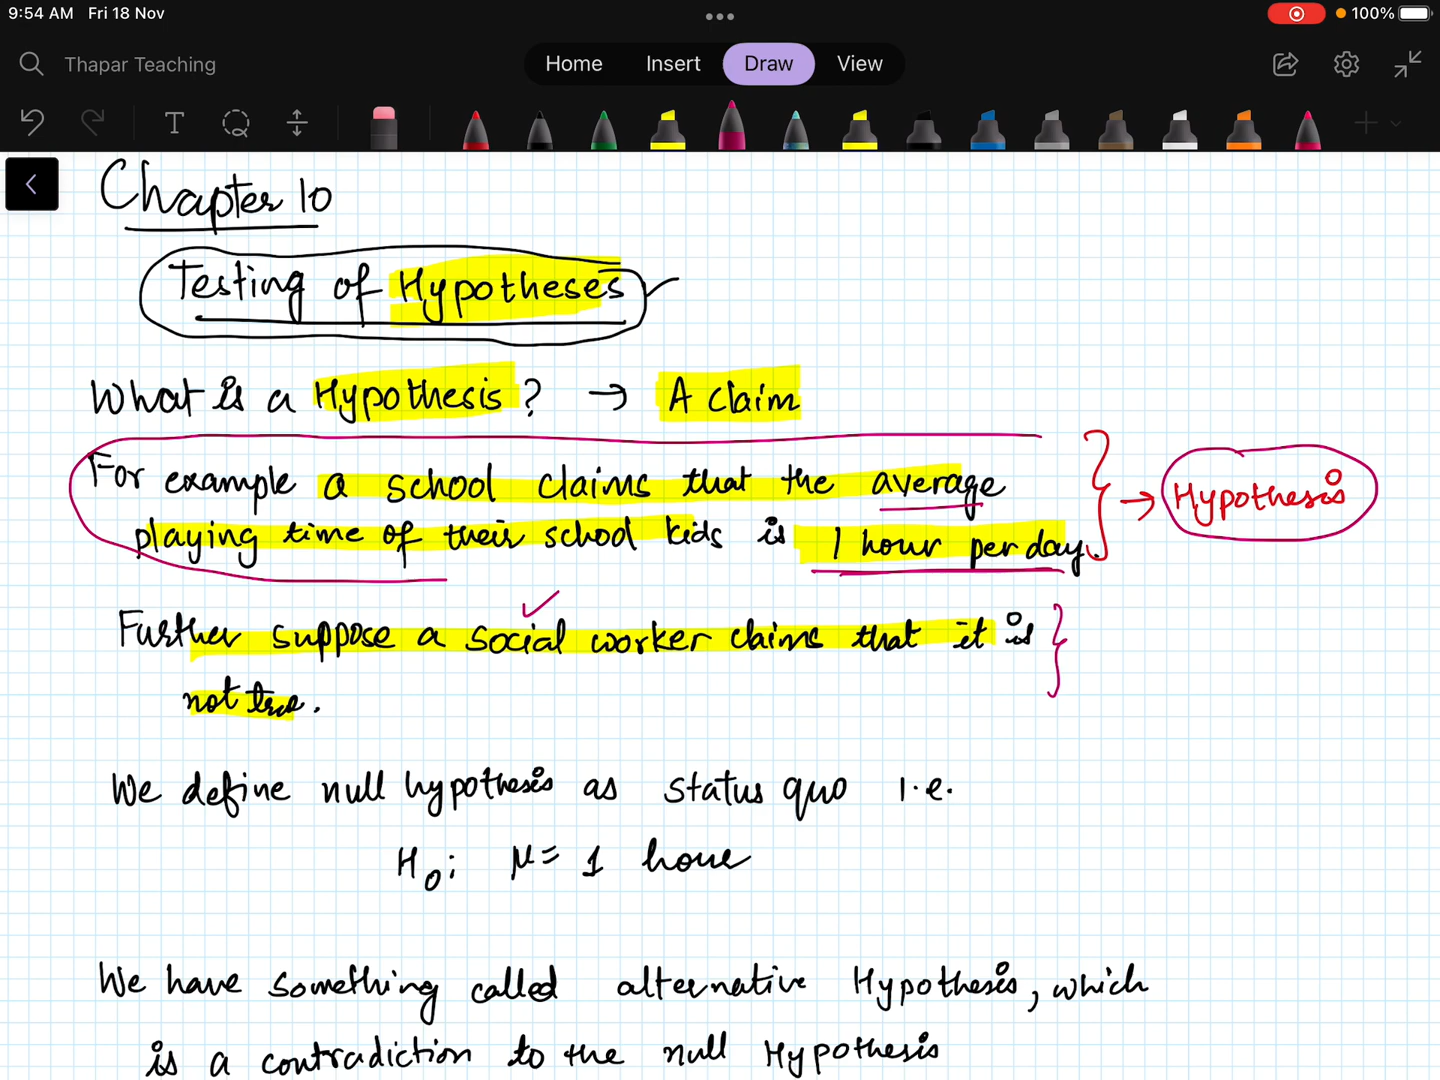 9:54 AM Fri 18 Nov
100%
Thapar Teaching
Home Insert Draw View
Chapter 10
Testing of Hypotheses
What is a Hypothesis? → A claim
For example a school claims that the average
playing time of their school kids is 1 hour per day.
→ Hypothesis
Further suppose a social worker claims that it is
not true.
We define null hypothesis as status quo i.e.
H₀: μ = 1 hour
We have something called alternative Hypothesis, which
is a contradiction to the null Hypothesis